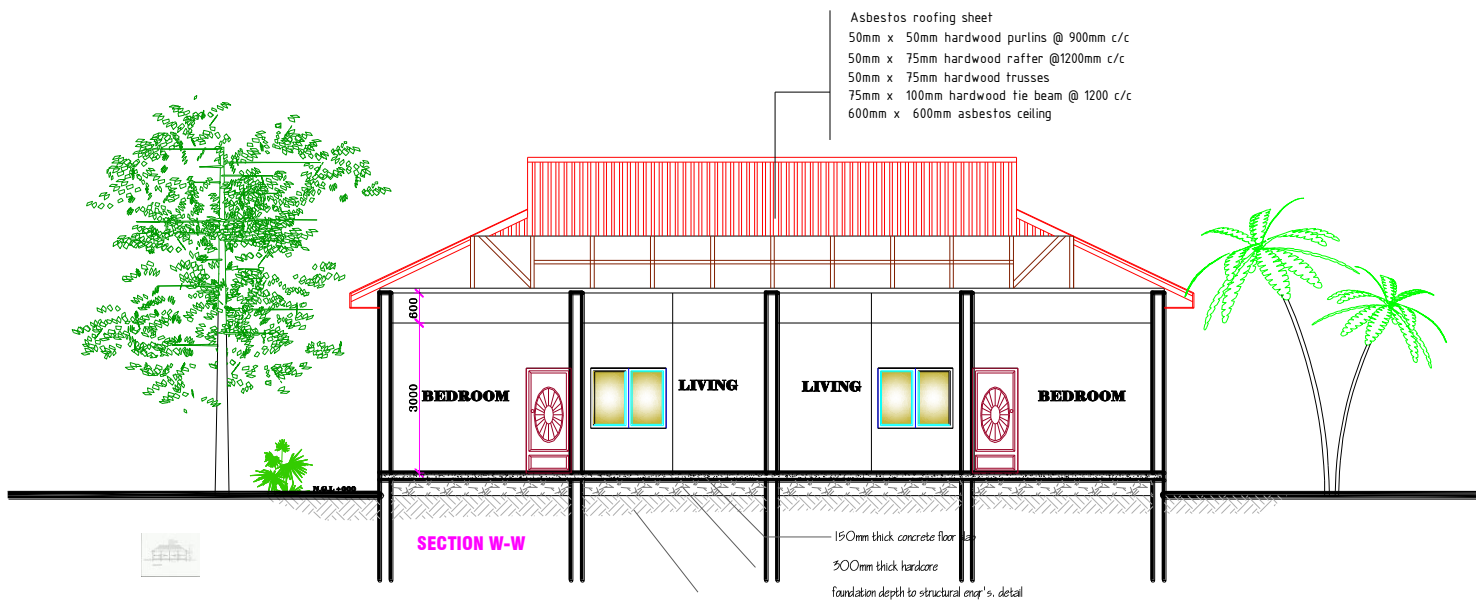 Asbestos roofing sheet
50mm x 50mm hardwood purlins @ 900mm c/c
50mm x 75mm hardwood rafter @1200mm c/c
50mm x 75mm hardwood trusses
75mm x 100mm hardwood tie beam @ 1200 c/c
600mm x 600mm asbestos ceiling
600
3000
BEDROOM
LIVING
LIVING
BEDROOM
N.G.L
SECTION W-W
150mm thick concrete floor slab
300mm thick hardcore
foundation depth to structural engr's. detail